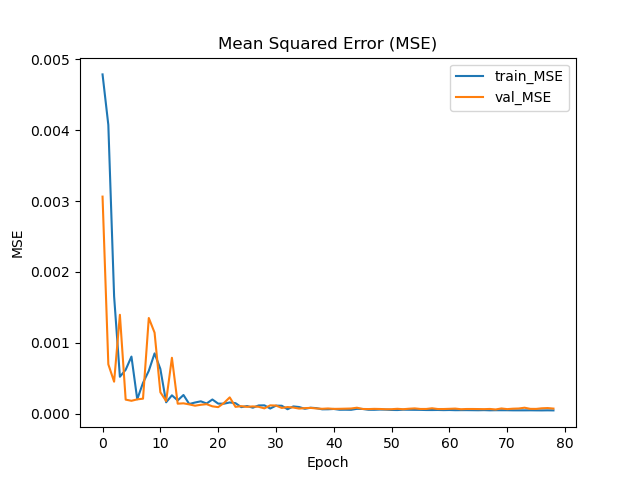 Mean Squared Error (MSE)
train_MSE
val_MSE
MSE
0.005
0.004
0.003
0.002
0.001
0.000
0 10 20 30 40 50 60 70 80
Epoch